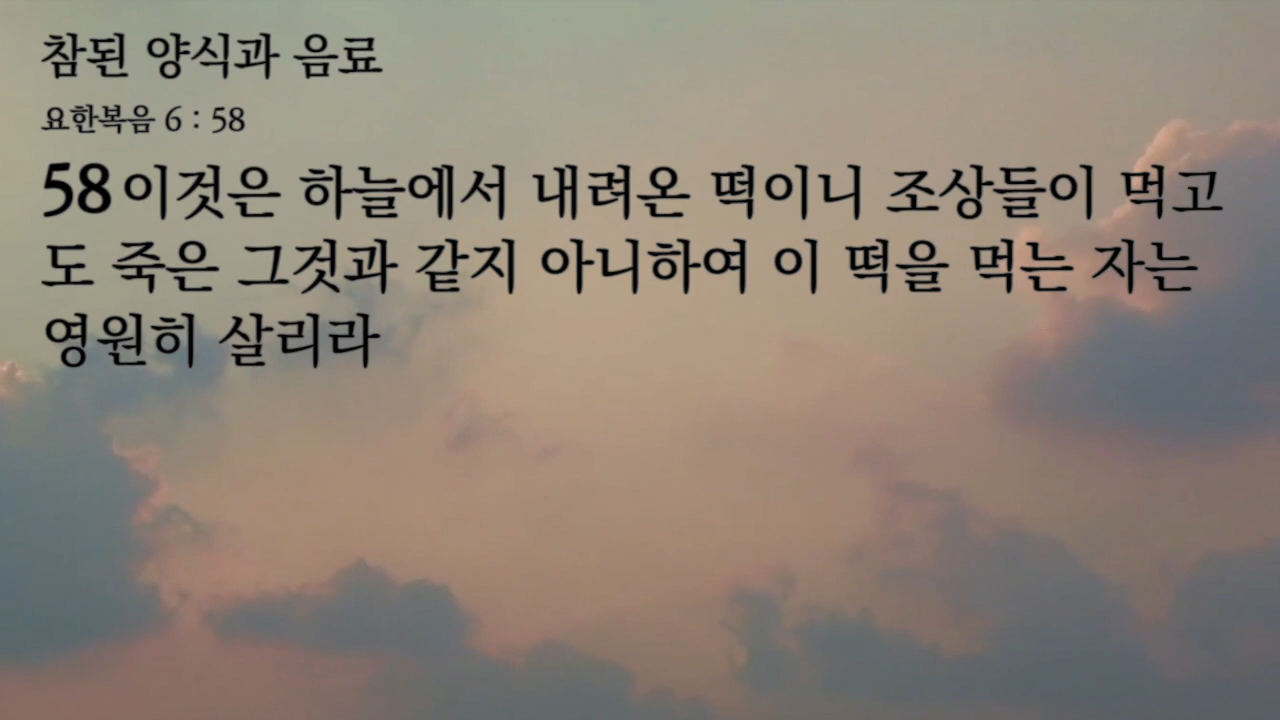 참된 양식과 음료
요한복음 6 : 58
58 이것은 하늘에서 내려온 떡이니 조상들이 먹고
도 죽은 그것과 같지 아니하여 이 떡을 먹는 자는
영원히 살리라